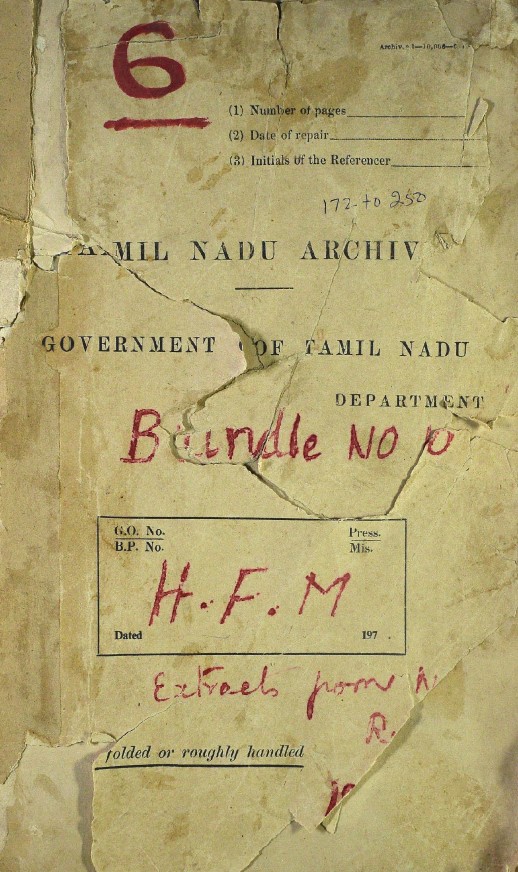 6
(1) Number of pages
(2) Date of repair
(3) Initials of the Referencer
172 to 250
TAMIL NADU ARCHIV
GOVERNMENT OF TAMIL NADU
DEPARTMENT
Bundle NO 10
G.O. No. Press.
B.P. No. Mis.
H.F.M
Dated 197 .
Extracts from N
R.
folded or roughly handled